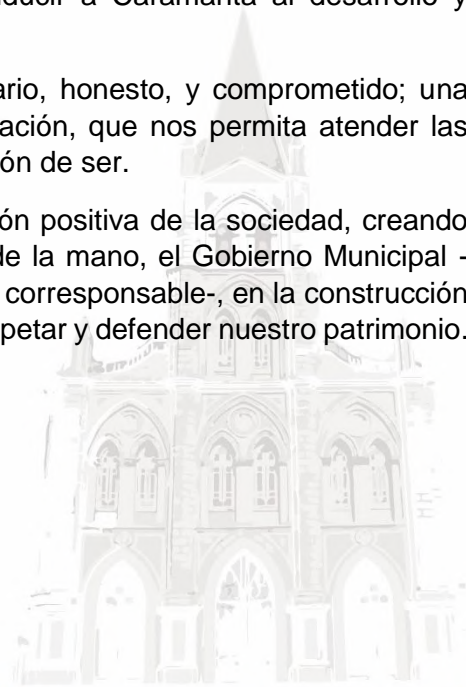 ducir a Caramanta al desarrollo y
ario, honesto, y comprometido; una
ación, que nos permita atender las
ón de ser.
ón positiva de la sociedad, creando
de la mano, el Gobierno Municipal -
corresponsable-, en la construcción
petar y defender nuestro patrimonio.